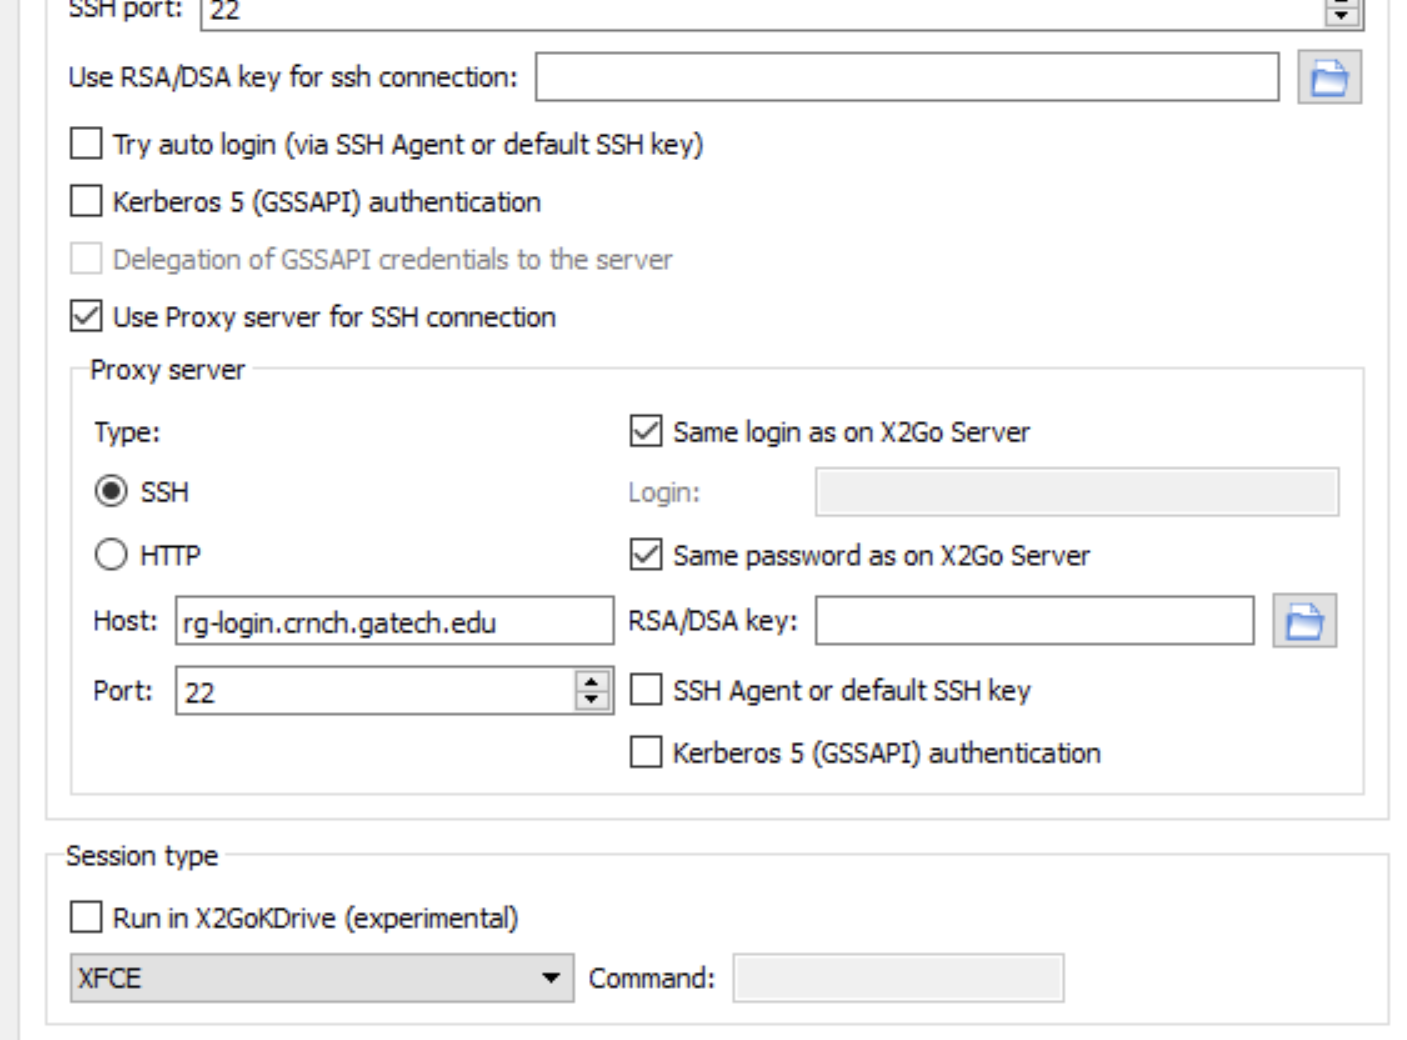 SSH port: 22
Use RSA/DSA key for ssh connection:
Try auto login (via SSH Agent or default SSH key)
Kerberos 5 (GSSAPI) authentication
Delegation of GSSAPI credentials to the server
Use Proxy server for SSH connection
Proxy server
Type: Same login as on X2Go Server
SSH Login:
HTTP Same password as on X2Go Server
Host: rg-login.crnch.gatech.edu RSA/DSA key:
Port: 22 SSH Agent or default SSH key
Kerberos 5 (GSSAPI) authentication
Session type
Run in X2GoKDrive (experimental)
XFCE Command: